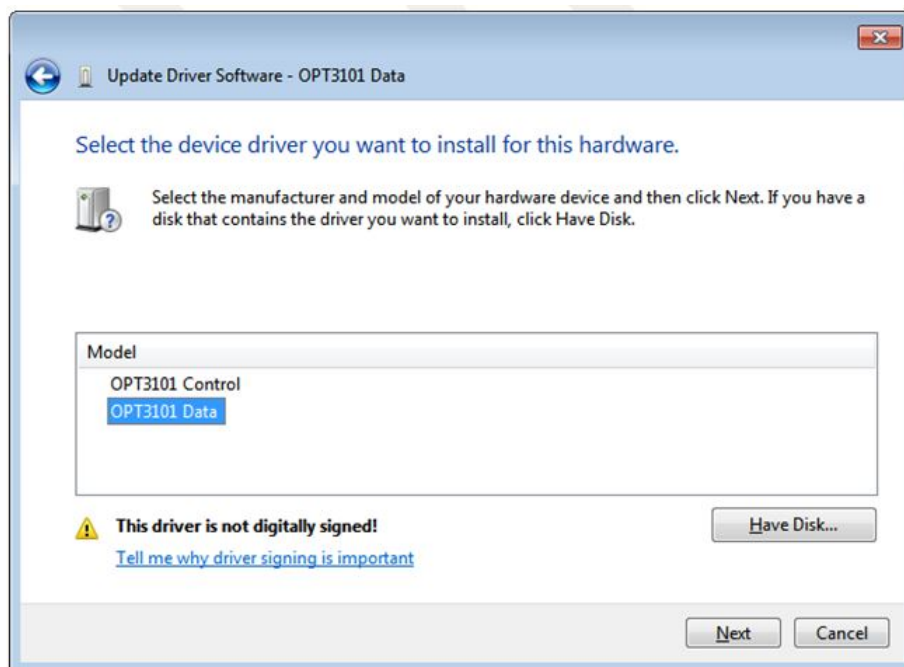 Update Driver Software - OPT3101 Data
Select the device driver you want to install for this hardware.
Select the manufacturer and model of your hardware device and then click Next. If you have a
disk that contains the driver you want to install, click Have Disk.
Model
OPT3101 Control
OPT3101 Data
This driver is not digitally signed!
Have Disk...
Tell me why driver signing is important
Next
Cancel